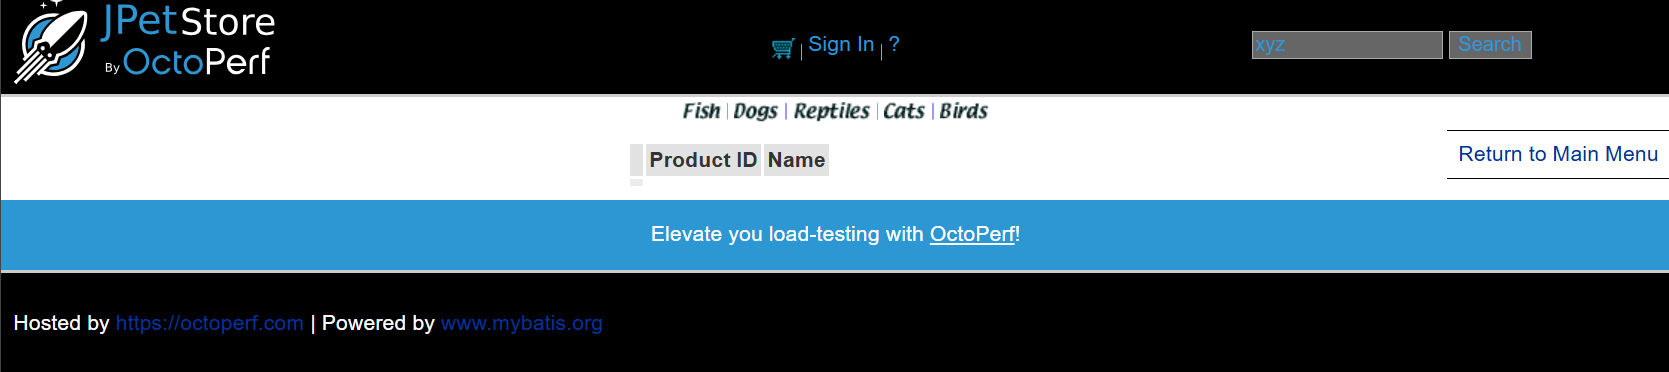 JPetStore
By OctoPerf
Sign In | ?
xyz Search
Fish | Dogs | Reptiles | Cats | Birds
Return to Main Menu
Product ID Name
Elevate you load-testing with OctoPerf!
Hosted by https://octoperf.com | Powered by www.mybatis.org